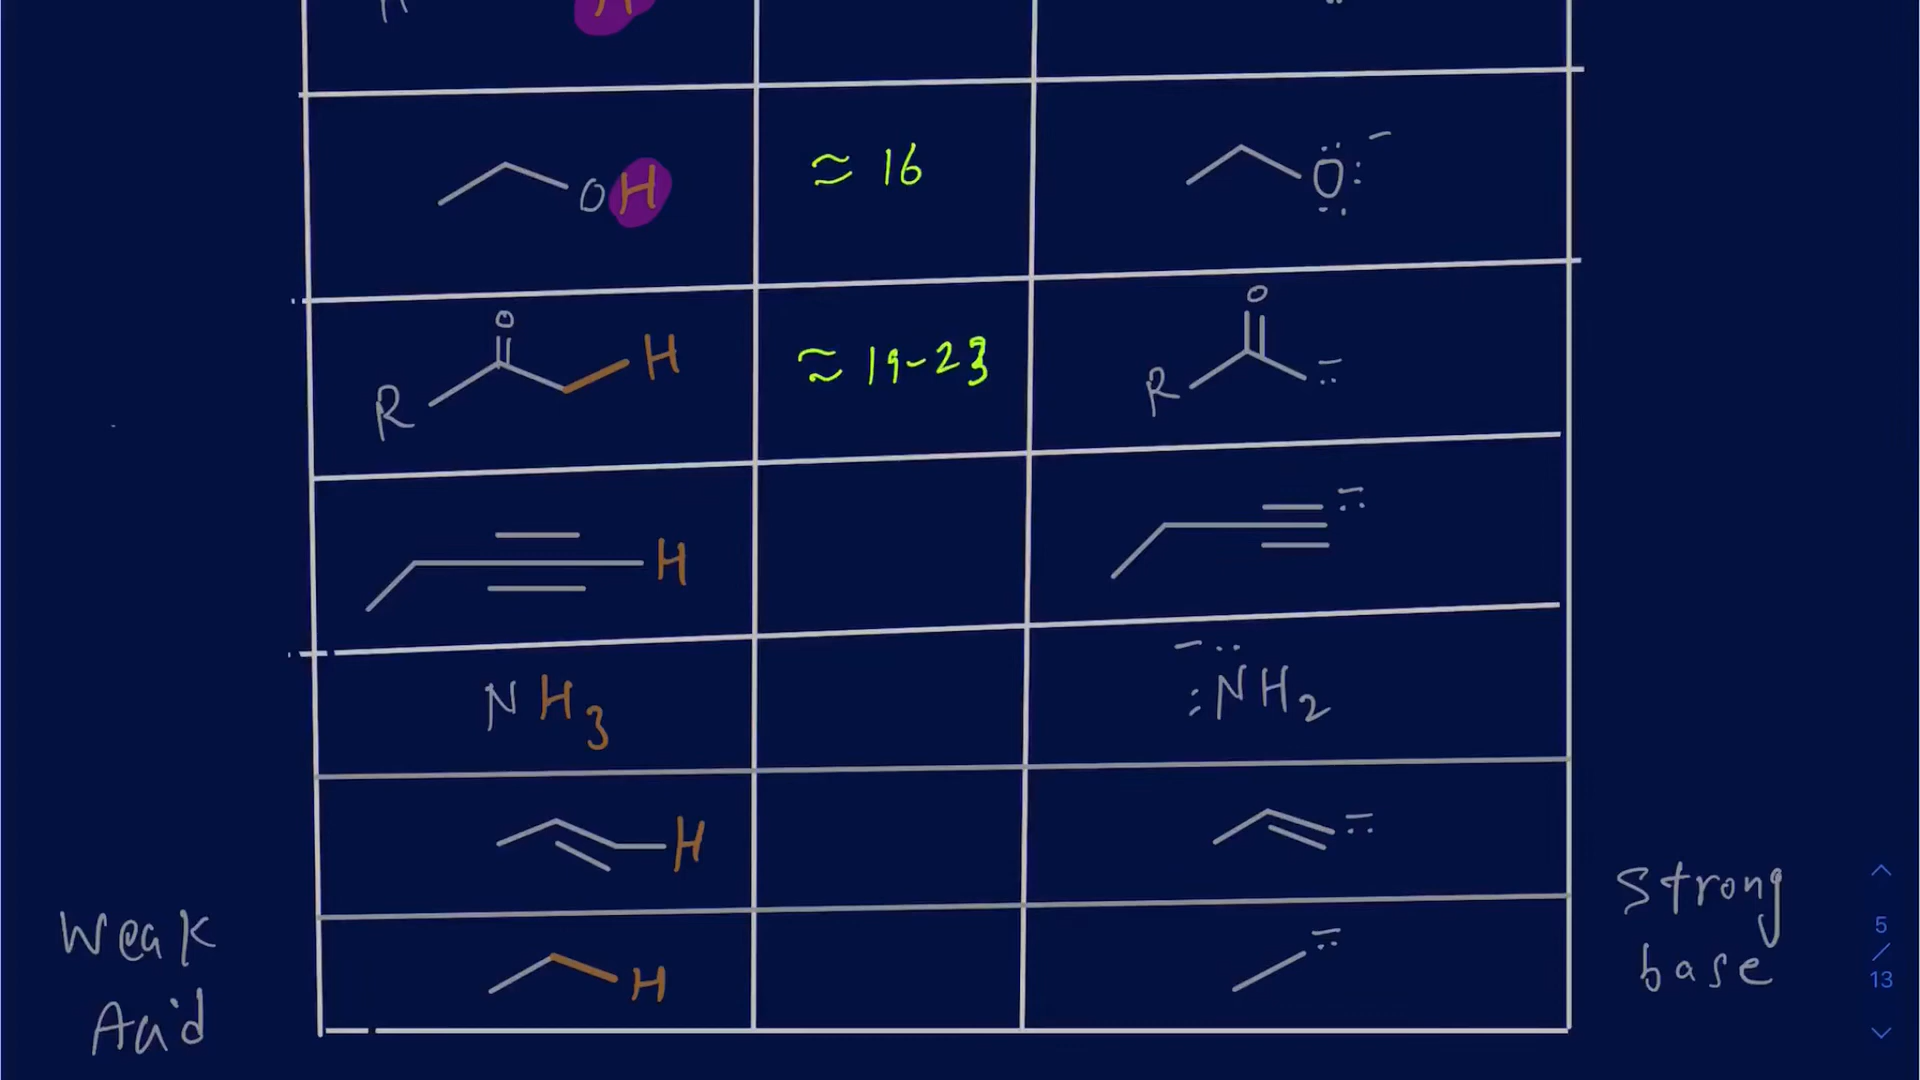 OH
≈ 16
:Ö:⁻
O
R
H
≈ 19-23
O
R
H
NH3
:NH2
H
H
Weak
Acid
Strong
base
5
/
13